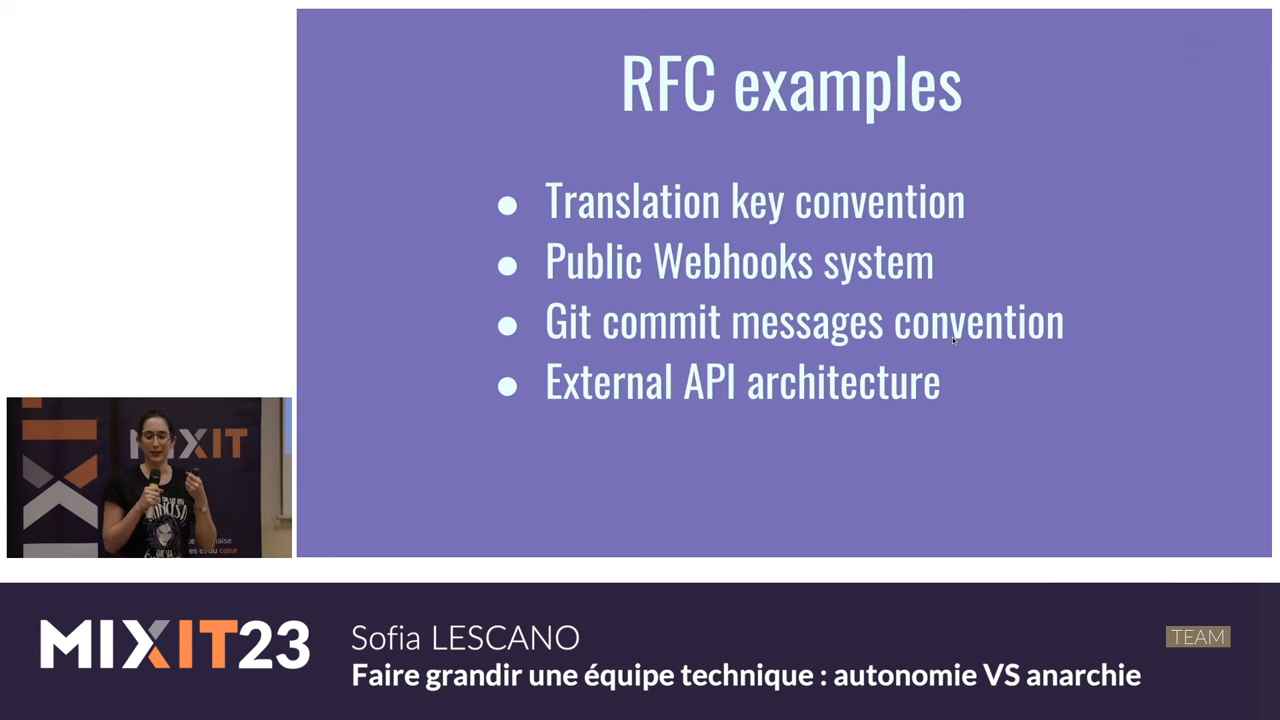 RFC examples
● Translation key convention
● Public Webhooks system
● Git commit messages convention
● External API architecture
MIXIT
MIXIT23
Sofia LESCANO
TEAM
Faire grandir une équipe technique : autonomie VS anarchie